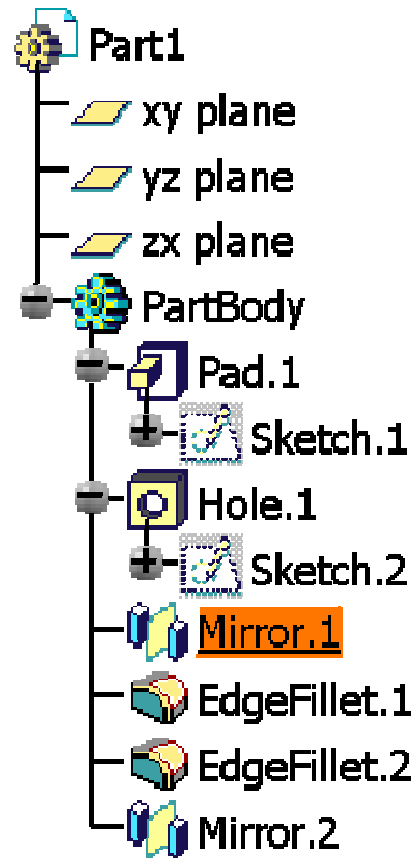 Part1
xy plane
yz plane
zx plane
PartBody
Pad.1
Sketch.1
Hole.1
Sketch.2
Mirror.1
EdgeFillet.1
EdgeFillet.2
Mirror.2